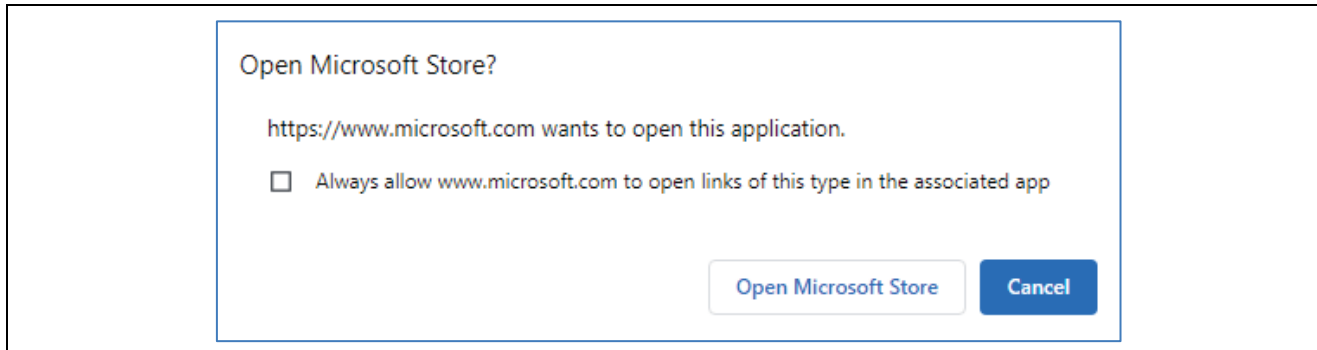 Open Microsoft Store?
https://www.microsoft.com wants to open this application.
Always allow www.microsoft.com to open links of this type in the associated app
Open Microsoft Store
Cancel